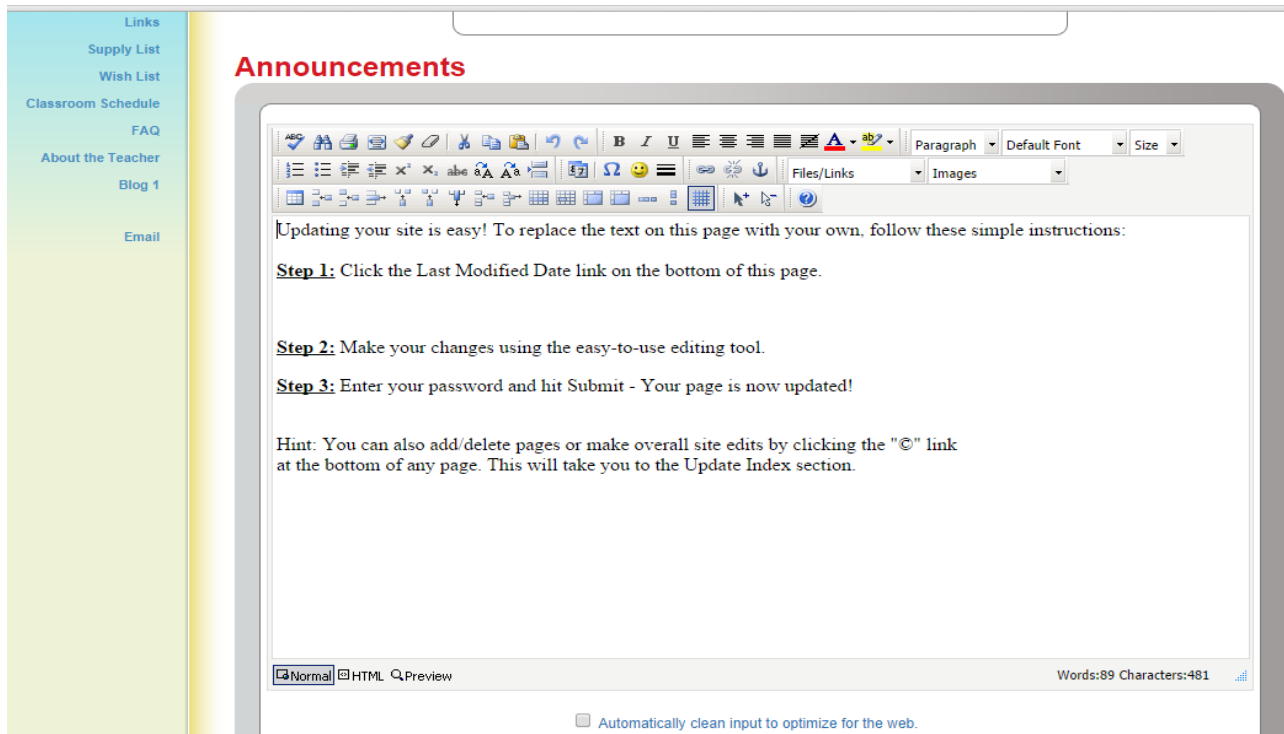 Links
Supply List
Wish List
Classroom Schedule
FAQ
About the Teacher
Blog 1
Email
Announcements
ABC
B I U A ab Paragraph Default Font Size
x² x₂ abc Files/Links Images
Updating your site is easy! To replace the text on this page with your own, follow these simple instructions:
Step 1: Click the Last Modified Date link on the bottom of this page.
Step 2: Make your changes using the easy-to-use editing tool.
Step 3: Enter your password and hit Submit - Your page is now updated!
Hint: You can also add/delete pages or make overall site edits by clicking the "©" link
at the bottom of any page. This will take you to the Update Index section.
Normal HTML Preview Words:89 Characters:481
Automatically clean input to optimize for the web.